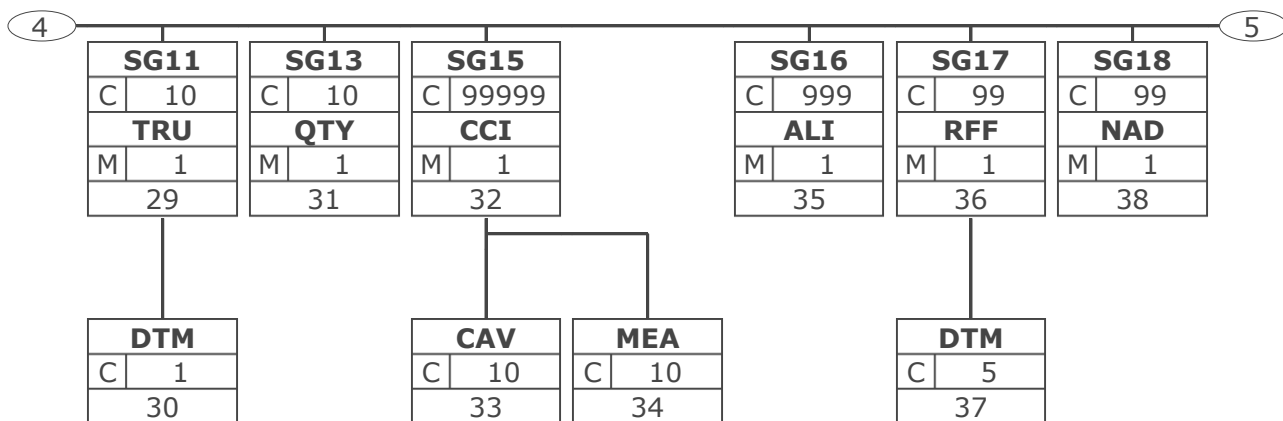 4 5
SG11 SG13 SG15 SG16 SG17 SG18
C 10 C 10 C 99999 C 999 C 99 C 99
TRU QTY CCI ALI RFF NAD
M 1 M 1 M 1 M 1 M 1 M 1
29 31 32 35 36 38
DTM CAV MEA DTM
C 1 C 10 C 10 C 5
30 33 34 37